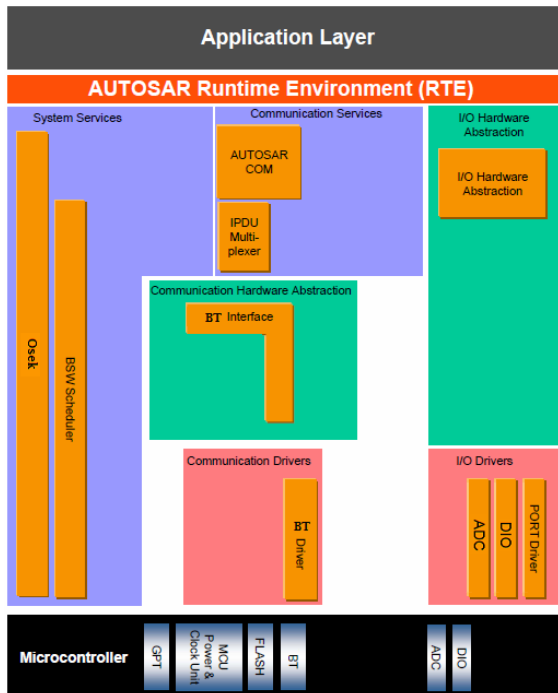 Application Layer
AUTOSAR Runtime Environment (RTE)
System Services
Communication Services
I/O Hardware
Abstraction
AUTOSAR
COM
I/O Hardware
Abstraction
IPDU
Multi-
plexer
Communication Hardware Abstraction
BT Interface
Osek
BSW Scheduler
Communication Drivers
I/O Drivers
BT
Driver
ADC
DIO
PORT Driver
Microcontroller
GPT
MCU
Power &
Clock Unit
FLASH
BT
ADC
DIO